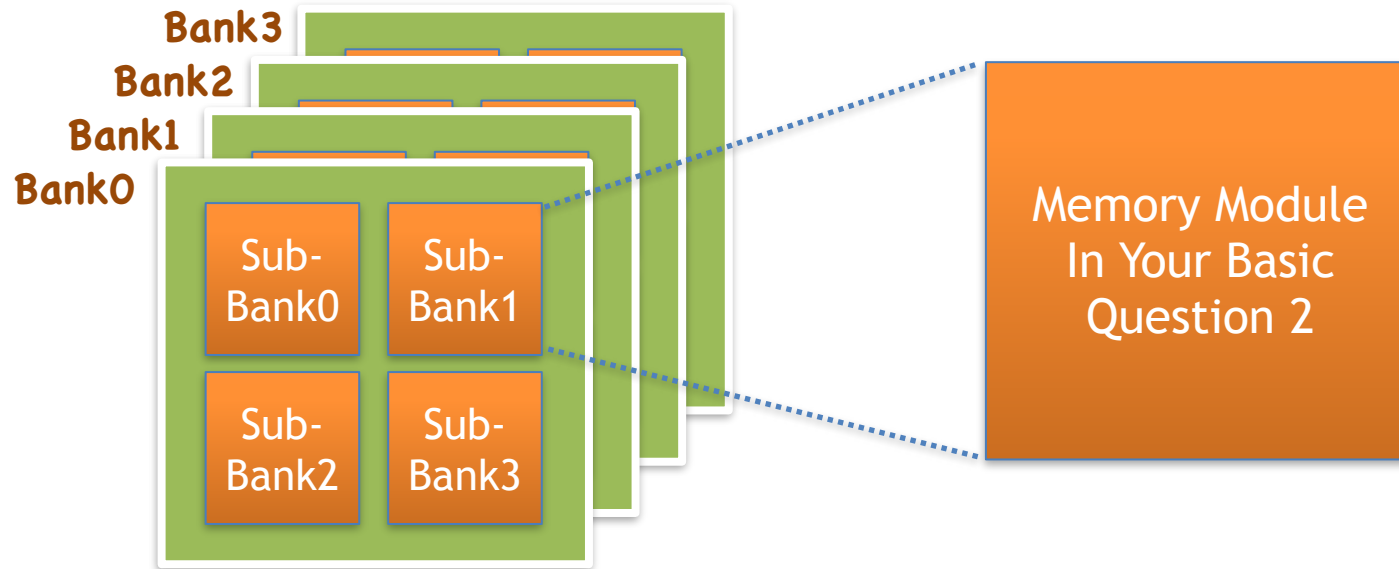 Bank3
Bank2
Bank1
Bank0
Sub-
Bank0
Sub-
Bank1
Sub-
Bank2
Sub-
Bank3
Memory Module
In Your Basic
Question 2